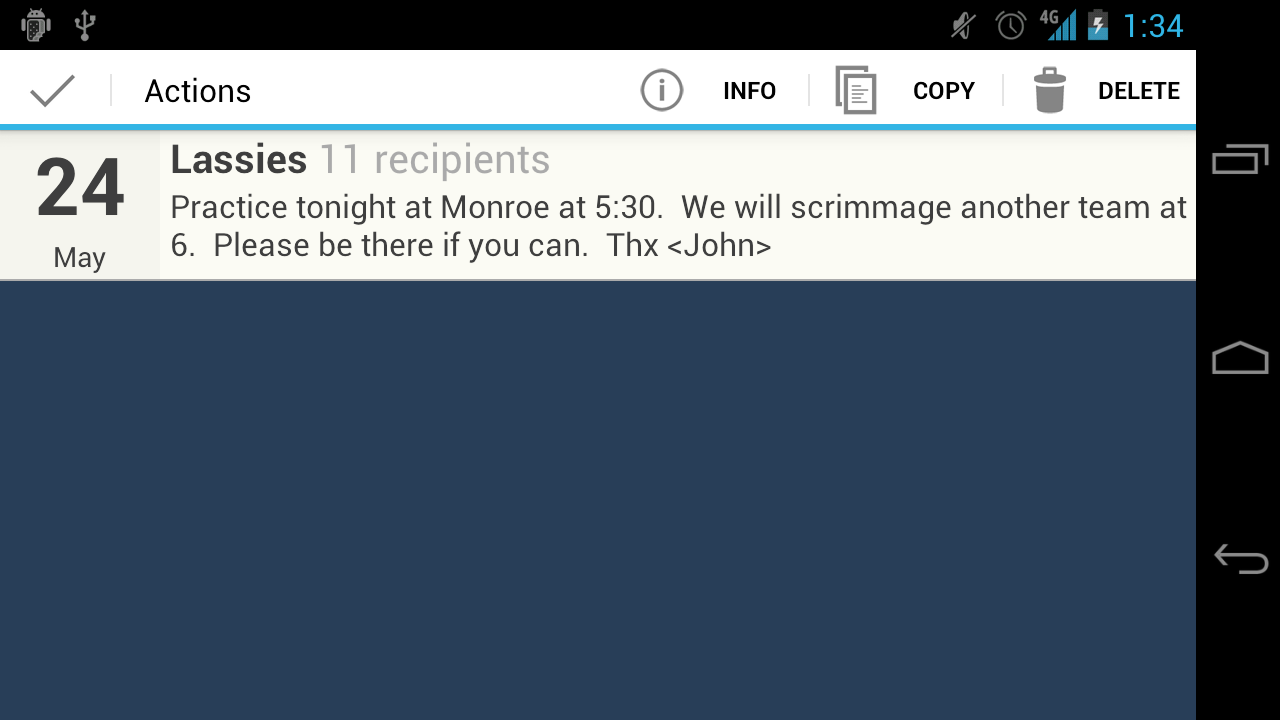 4G 1:34
Actions INFO COPY DELETE
24 May
Lassies 11 recipients
Practice tonight at Monroe at 5:30.  We will scrimmage another team at
6.  Please be there if you can.  Thx <John>